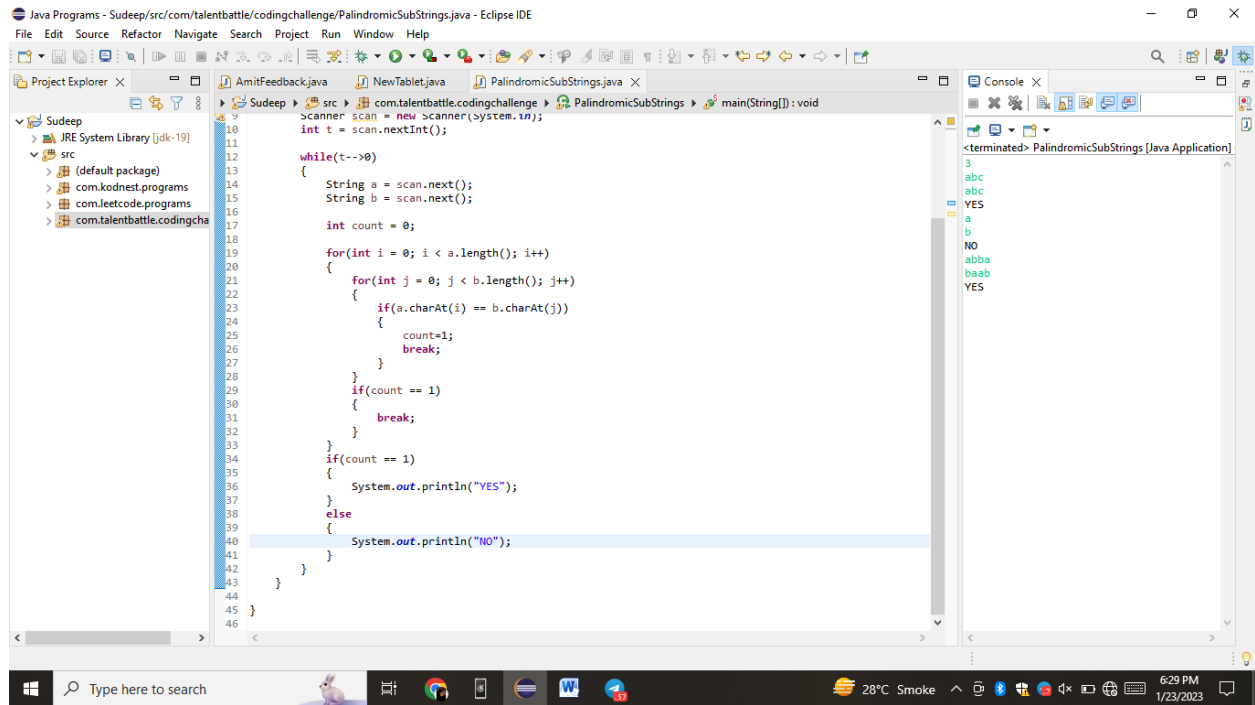 Java Programs - Sudeep/src/com/talentbattle/codingchallenge/PalindromicSubStrings.java - Eclipse IDE
File Edit Source Refactor Navigate Search Project Run Window Help
Project Explorer
AmitFeedback.java NewTablet.java PalindromicSubStrings.java
Console
Sudeep src com.talentbattle.codingchallenge PalindromicSubStrings main(String[]) : void
Sudeep
JRE System Library [jdk-19]
src
(default package)
com.kodnest.programs
com.leetcode.programs
com.talentbattle.codingcha
9 Scanner scan = new Scanner(System.in);
10 int t = scan.nextInt();
11
12 while(t-->0)
13 {
14 String a = scan.next();
15 String b = scan.next();
16
17 int count = 0;
18
19 for(int i = 0; i < a.length(); i++)
20 {
21 for(int j = 0; j < b.length(); j++)
22 {
23 if(a.charAt(i) == b.charAt(j))
24 {
25 count=1;
26 break;
27 }
28 }
29 if(count == 1)
30 {
31 break;
32 }
33 }
34 if(count == 1)
35 {
36 System.out.println("YES");
37 }
38 else
39 {
40 System.out.println("NO");
41 }
42 }
43 }
44
45 }
46
<terminated> PalindromicSubStrings [Java Application]
3
abc
abc
YES
a
b
NO
abba
baab
YES
Type here to search
57
28°C Smoke
6:29 PM
1/23/2023